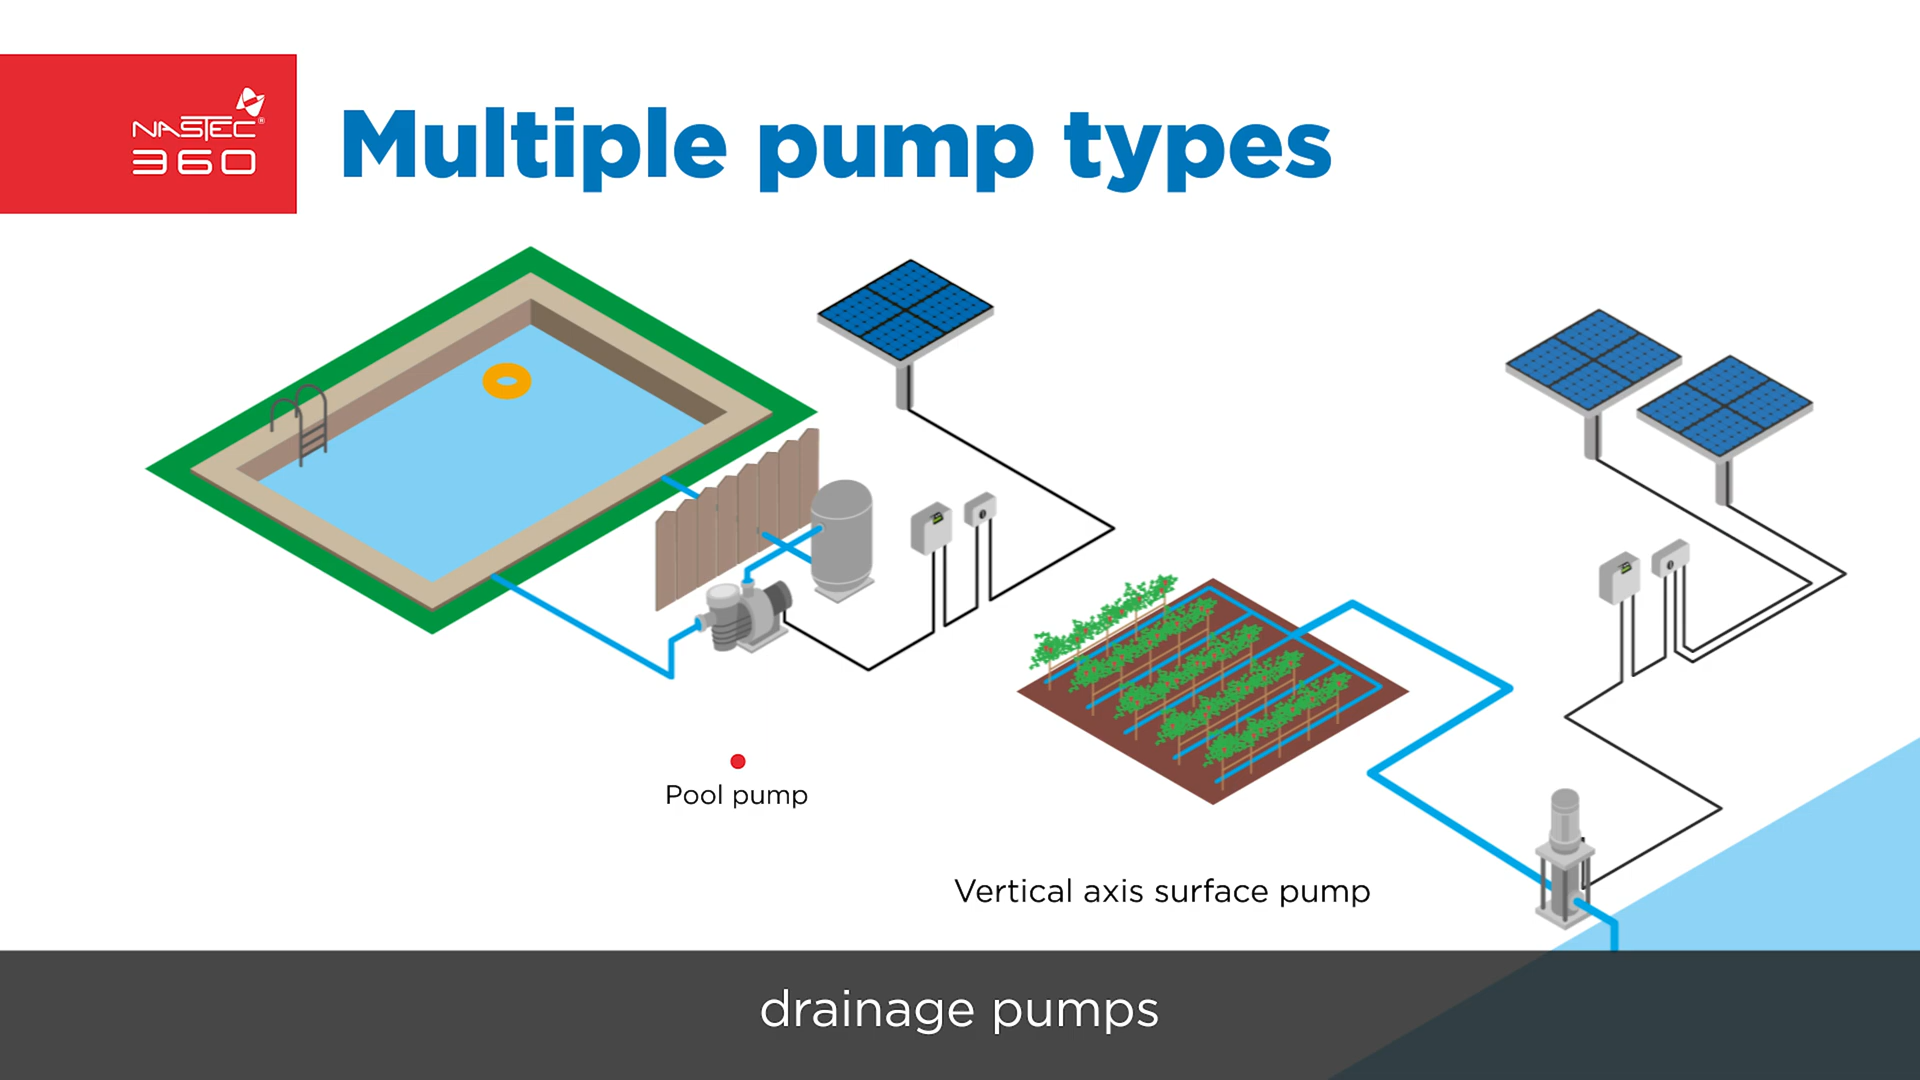 NASTEC®
360
Multiple pump types
Pool pump
Vertical axis surface pump
drainage pumps